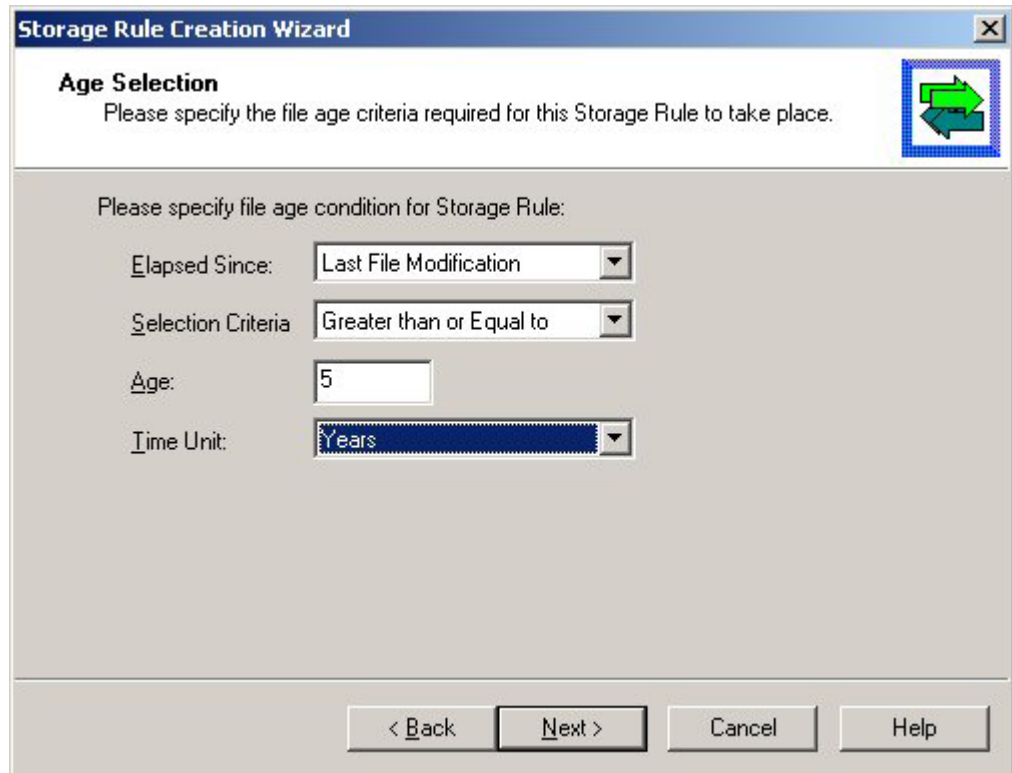 Storage Rule Creation Wizard
Age Selection
Please specify the file age criteria required for this Storage Rule to take place.
Please specify file age condition for Storage Rule:
Elapsed Since: Last File Modification
Selection Criteria Greater than or Equal to
Age: 5
Time Unit: Years
< Back Next > Cancel Help